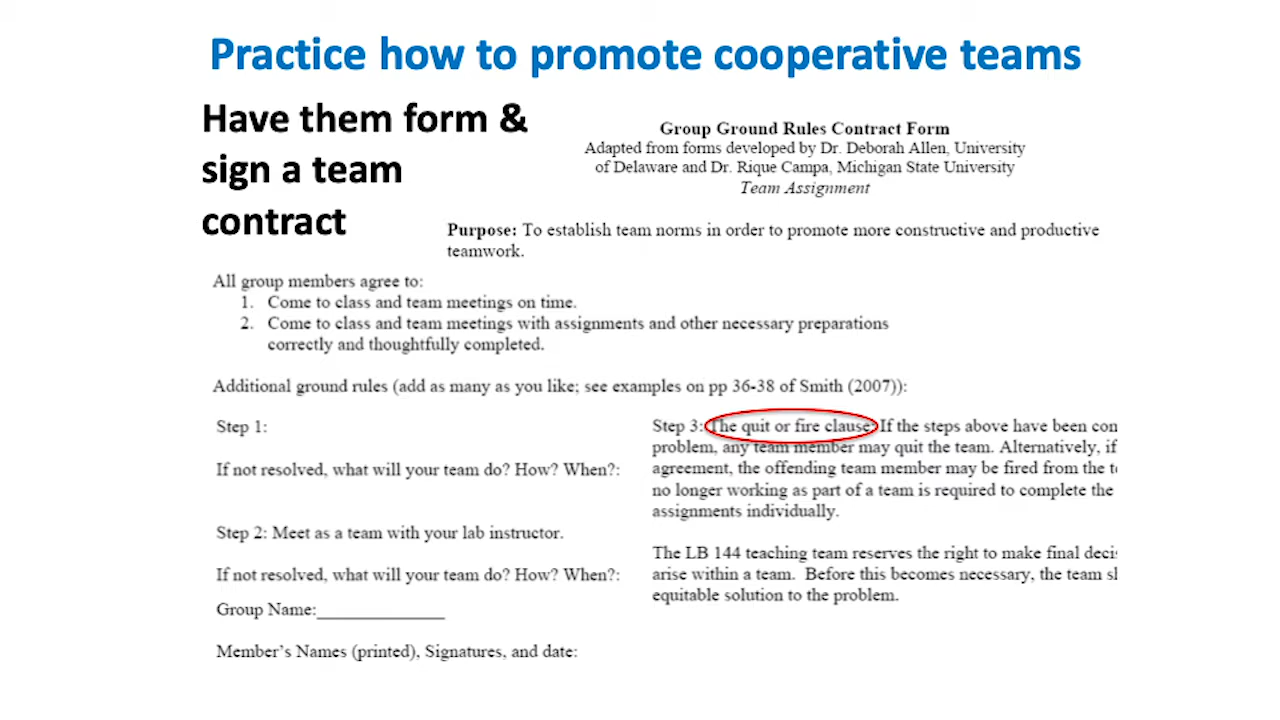 Practice how to promote cooperative teams
Have them form &
sign a team
contract
Group Ground Rules Contract Form
Adapted from forms developed by Dr. Deborah Allen, University
of Delaware and Dr. Rique Campa, Michigan State University
Team Assignment
Purpose: To establish team norms in order to promote more constructive and productive
teamwork.
All group members agree to:
1. Come to class and team meetings on time.
2. Come to class and team meetings with assignments and other necessary preparations
correctly and thoughtfully completed.
Additional ground rules (add as many as you like; see examples on pp 36-38 of Smith (2007)):
Step 1:
If not resolved, what will your team do? How? When?:
Step 2: Meet as a team with your lab instructor.
If not resolved, what will your team do? How? When?:
Group Name:______________
Member's Names (printed), Signatures, and date:
Step 3: The quit or fire clause: If the steps above have been
problem, any team member may quit the team. Alternatively, if
agreement, the offending team member may be fired from the
no longer working as part of a team is required to complete the
assignments individually.
The LB 144 teaching team reserves the right to make final
arise within a team. Before this becomes necessary, the team
equitable solution to the problem.